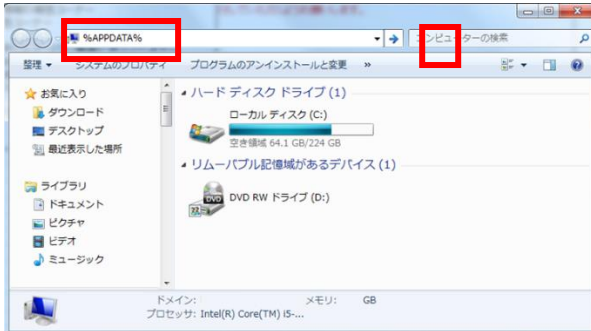 %APPDATA%
コンピューターの検索
整理
システムのプロパティ
プログラムのアンインストールと変更
»
お気に入り
ダウンロード
デスクトップ
最近表示した場所
ライブラリ
ドキュメント
ピクチャ
ビデオ
ミュージック
ハード ディスク ドライブ (1)
ローカル ディスク (C:)
空き領域 64.1 GB/224 GB
リムーバブル記憶域があるデバイス (1)
DVD RW ドライブ (D:)
ドメイン:
メモリ: GB
プロセッサ: Intel(R) Core(TM) i5-...